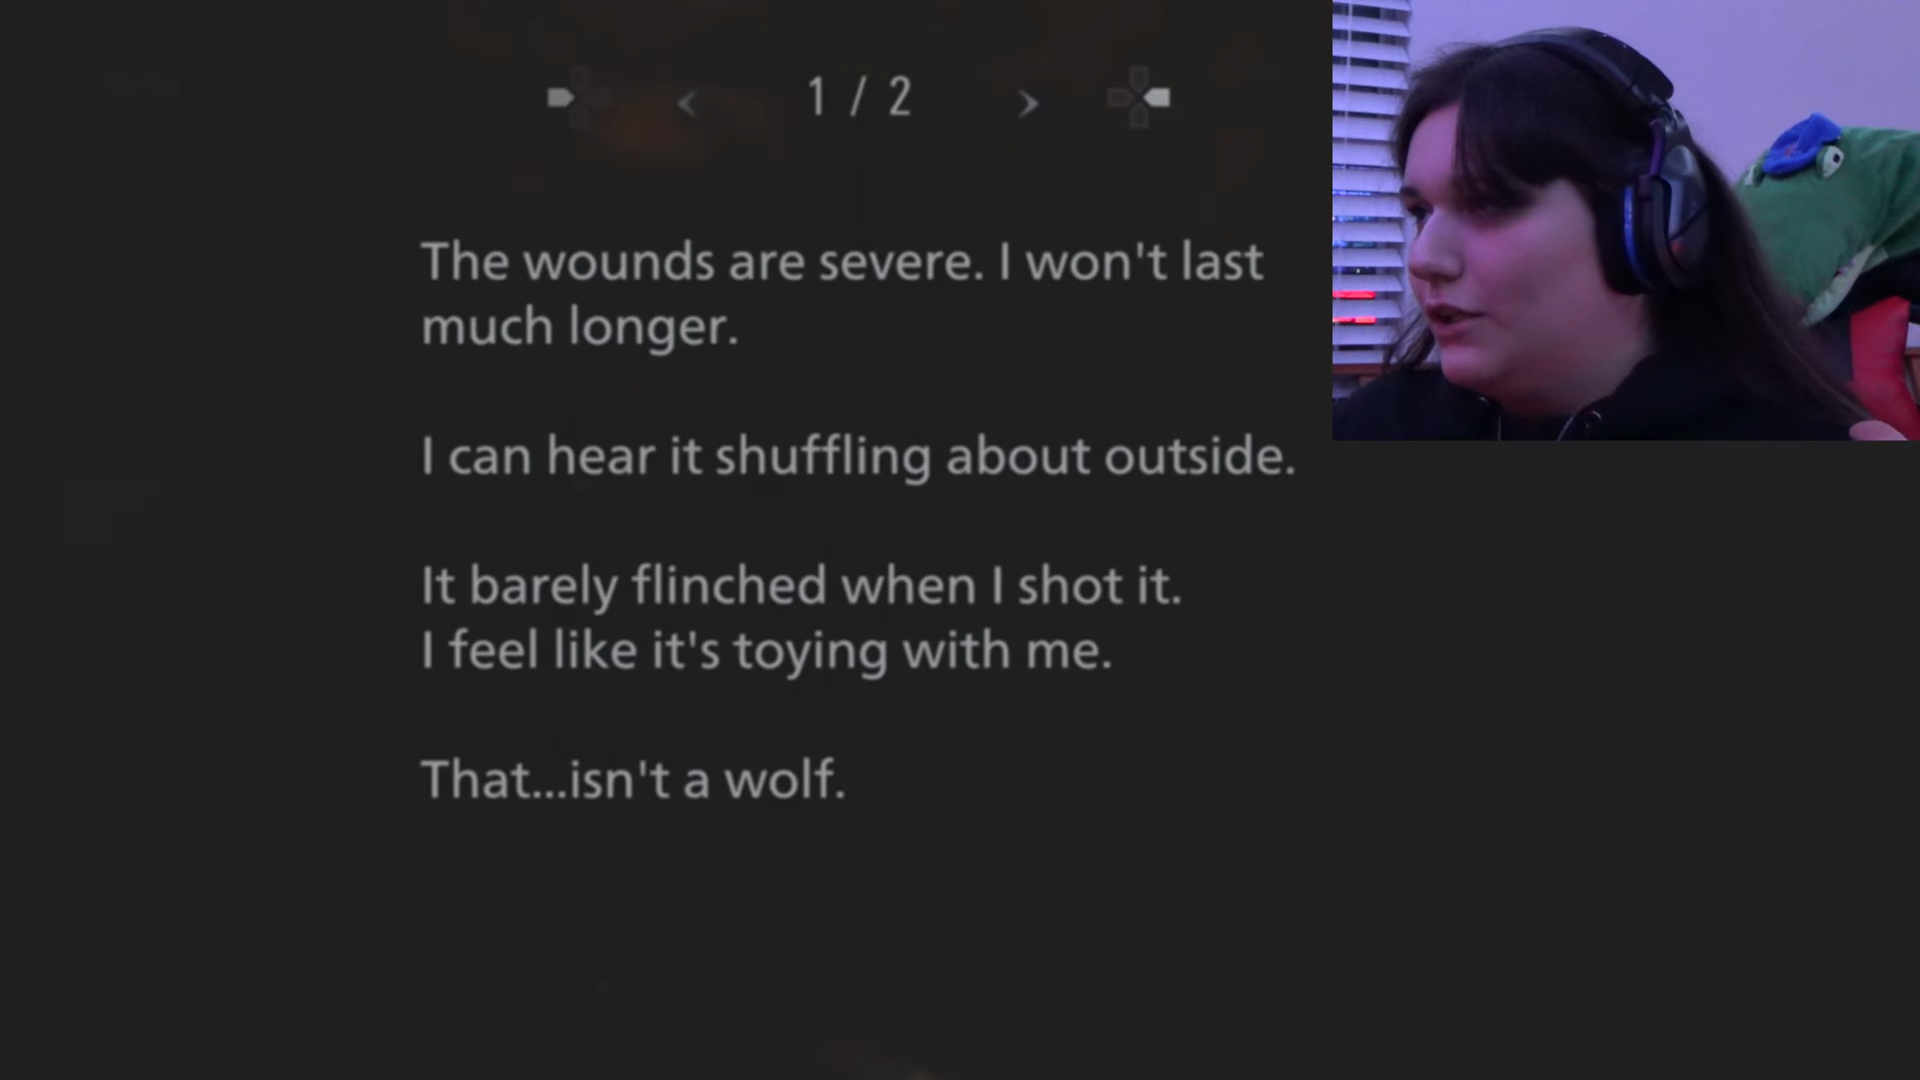 1 / 2
The wounds are severe. I won't last
much longer.
I can hear it shuffling about outside.
It barely flinched when I shot it.
I feel like it's toying with me.
That...isn't a wolf.